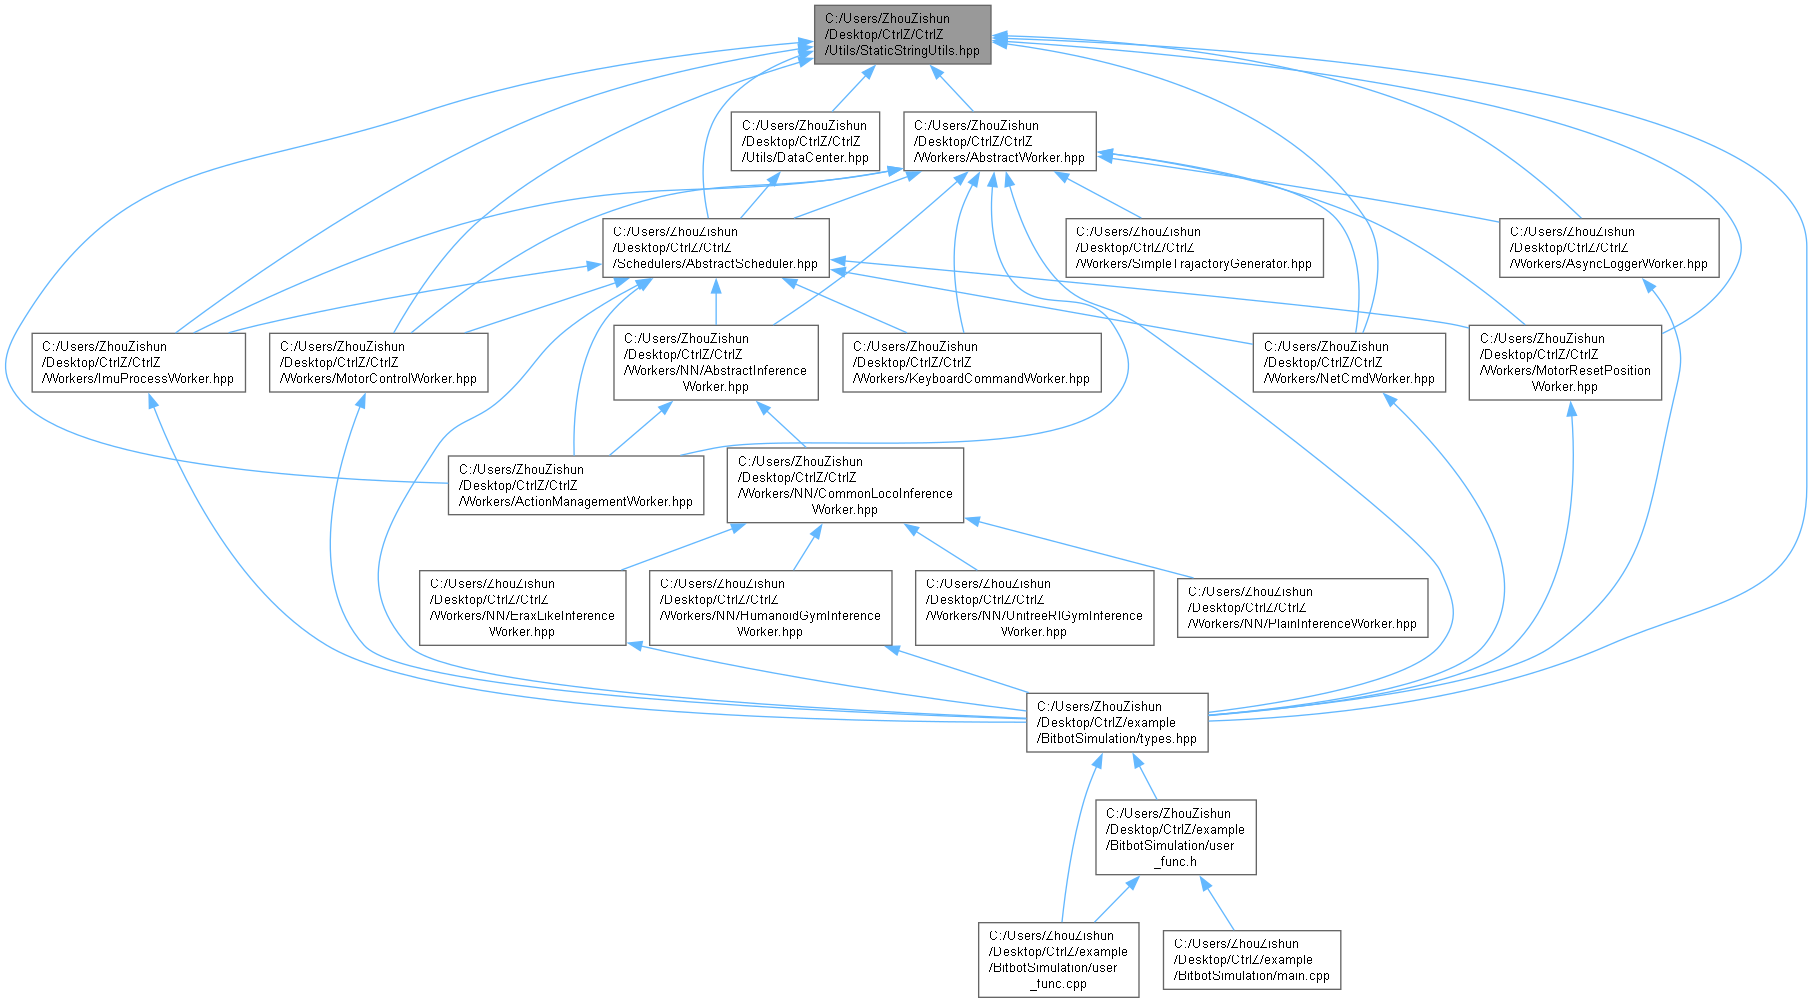 C:/Users/ZhouZishun
/Desktop/CtrlZ/CtrlZ
/Utils/StaticStringUtils.hpp
C:/Users/ZhouZishun
/Desktop/CtrlZ/CtrlZ
/Utils/DataCenter.hpp
C:/Users/ZhouZishun
/Desktop/CtrlZ/CtrlZ
/Workers/AbstractWorker.hpp
C:/Users/ZhouZishun
/Desktop/CtrlZ/CtrlZ
/Schedulers/AbstractScheduler.hpp
C:/Users/ZhouZishun
/Desktop/CtrlZ/CtrlZ
/Workers/SimpleTrajactoryGenerator.hpp
C:/Users/ZhouZishun
/Desktop/CtrlZ/CtrlZ
/Workers/AsyncLoggerWorker.hpp
C:/Users/ZhouZishun
/Desktop/CtrlZ/CtrlZ
/Workers/ImuProcessWorker.hpp
C:/Users/ZhouZishun
/Desktop/CtrlZ/CtrlZ
/Workers/MotorControlWorker.hpp
C:/Users/ZhouZishun
/Desktop/CtrlZ/CtrlZ
/Workers/NN/AbstractInference
Worker.hpp
C:/Users/ZhouZishun
/Desktop/CtrlZ/CtrlZ
/Workers/KeyboardCommandWorker.hpp
C:/Users/ZhouZishun
/Desktop/CtrlZ/CtrlZ
/Workers/NetCmdWorker.hpp
C:/Users/ZhouZishun
/Desktop/CtrlZ/CtrlZ
/Workers/MotorResetPosition
Worker.hpp
C:/Users/ZhouZishun
/Desktop/CtrlZ/CtrlZ
/Workers/ActionManagementWorker.hpp
C:/Users/ZhouZishun
/Desktop/CtrlZ/CtrlZ
/Workers/NN/CommonLocoInference
Worker.hpp
C:/Users/ZhouZishun
/Desktop/CtrlZ/CtrlZ
/Workers/NN/EraxLikeInference
Worker.hpp
C:/Users/ZhouZishun
/Desktop/CtrlZ/CtrlZ
/Workers/NN/HumanoidGymInference
Worker.hpp
C:/Users/ZhouZishun
/Desktop/CtrlZ/CtrlZ
/Workers/NN/UnitreeRlGymInference
Worker.hpp
C:/Users/ZhouZishun
/Desktop/CtrlZ/CtrlZ
/Workers/NN/PlainInferenceWorker.hpp
C:/Users/ZhouZishun
/Desktop/CtrlZ/example
/BitbotSimulation/types.hpp
C:/Users/ZhouZishun
/Desktop/CtrlZ/example
/BitbotSimulation/user
_func.h
C:/Users/ZhouZishun
/Desktop/CtrlZ/example
/BitbotSimulation/user
_func.cpp
C:/Users/ZhouZishun
/Desktop/CtrlZ/example
/BitbotSimulation/main.cpp